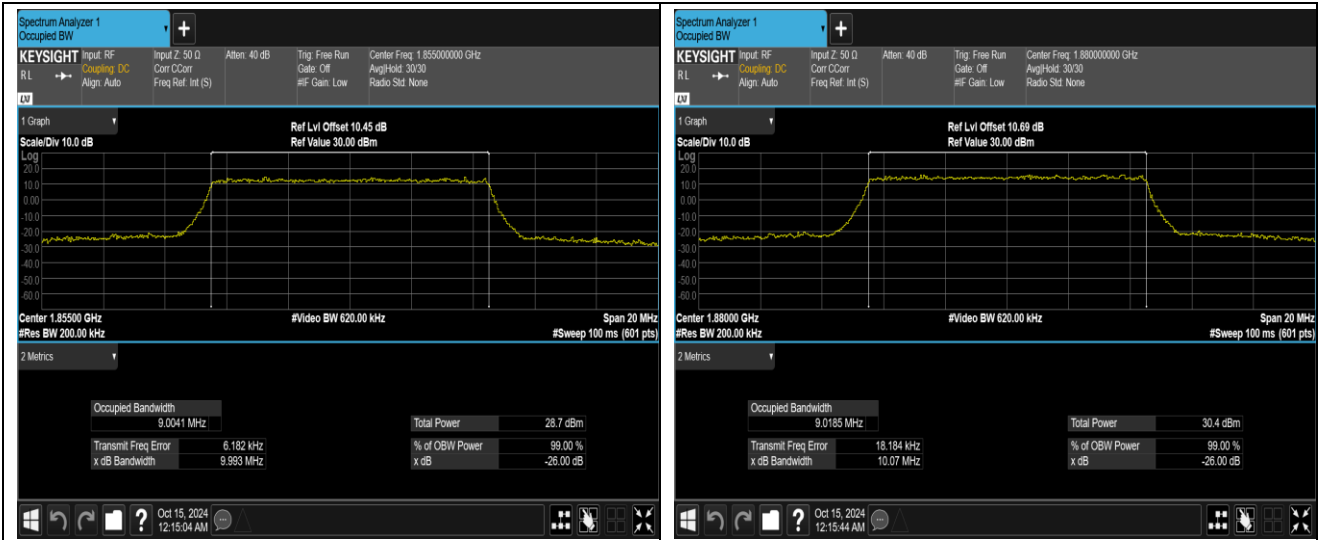 Spectrum Analyzer 1
Occupied BW
KEYSIGHT Input: RF Input Z: 50 Ω Atten: 40 dB Trig: Free Run Center Freq: 1.855000000 GHz
Coupling: DC Corr CCorr Gate: Off Avg|Hold: 30/30
RL Align: Auto Freq Ref: Int (S) #IF Gain: Low Radio Std: None
1 Graph
Ref Lvl Offset 10.45 dB
Scale/Div 10.0 dB Ref Value 30.00 dBm
Log
20.0
10.0
0.00
-10.0
-20.0
-30.0
-40.0
-50.0
-60.0
Center 1.85500 GHz #Video BW 620.00 kHz Span 20 MHz
#Res BW 200.00 kHz #Sweep 100 ms (601 pts)
2 Metrics
Occupied Bandwidth
9.0041 MHz Total Power 28.7 dBm
Transmit Freq Error 6.182 kHz % of OBW Power 99.00 %
x dB Bandwidth 9.993 MHz x dB -26.00 dB
Oct 15, 2024
12:15:04 AM
Spectrum Analyzer 1
Occupied BW
KEYSIGHT Input: RF Input Z: 50 Ω Atten: 40 dB Trig: Free Run Center Freq: 1.880000000 GHz
Coupling: DC Corr CCorr Gate: Off Avg|Hold: 30/30
RL Align: Auto Freq Ref: Int (S) #IF Gain: Low Radio Std: None
1 Graph
Ref Lvl Offset 10.69 dB
Scale/Div 10.0 dB Ref Value 30.00 dBm
Log
20.0
10.0
0.00
-10.0
-20.0
-30.0
-40.0
-50.0
-60.0
Center 1.88000 GHz #Video BW 620.00 kHz Span 20 MHz
#Res BW 200.00 kHz #Sweep 100 ms (601 pts)
2 Metrics
Occupied Bandwidth
9.0185 MHz Total Power 30.4 dBm
Transmit Freq Error 18.184 kHz % of OBW Power 99.00 %
x dB Bandwidth 10.07 MHz x dB -26.00 dB
Oct 15, 2024
12:15:44 AM